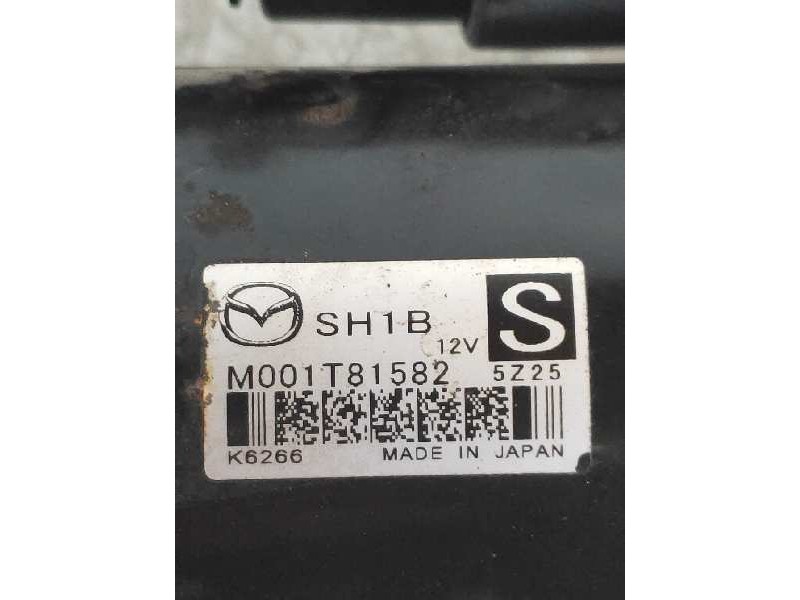 SH1B
12V
S
M001T81582
5Z25
K6266
MADE IN JAPAN